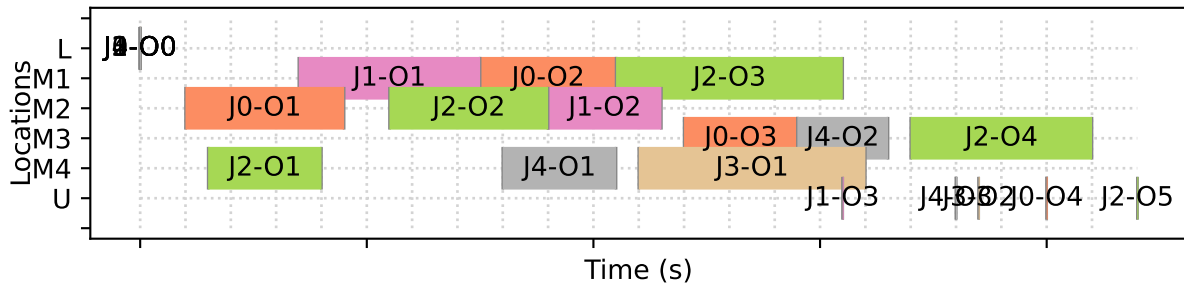 Locations
L
M1
M2
M3
M4
U
J1-O1
J0-O2
J2-O3
J0-O1
J2-O2
J1-O2
J0-O3
J4-O2
J2-O4
J2-O1
J4-O1
J3-O1
J1-O3
J0-O4
J2-O5
Time (s)